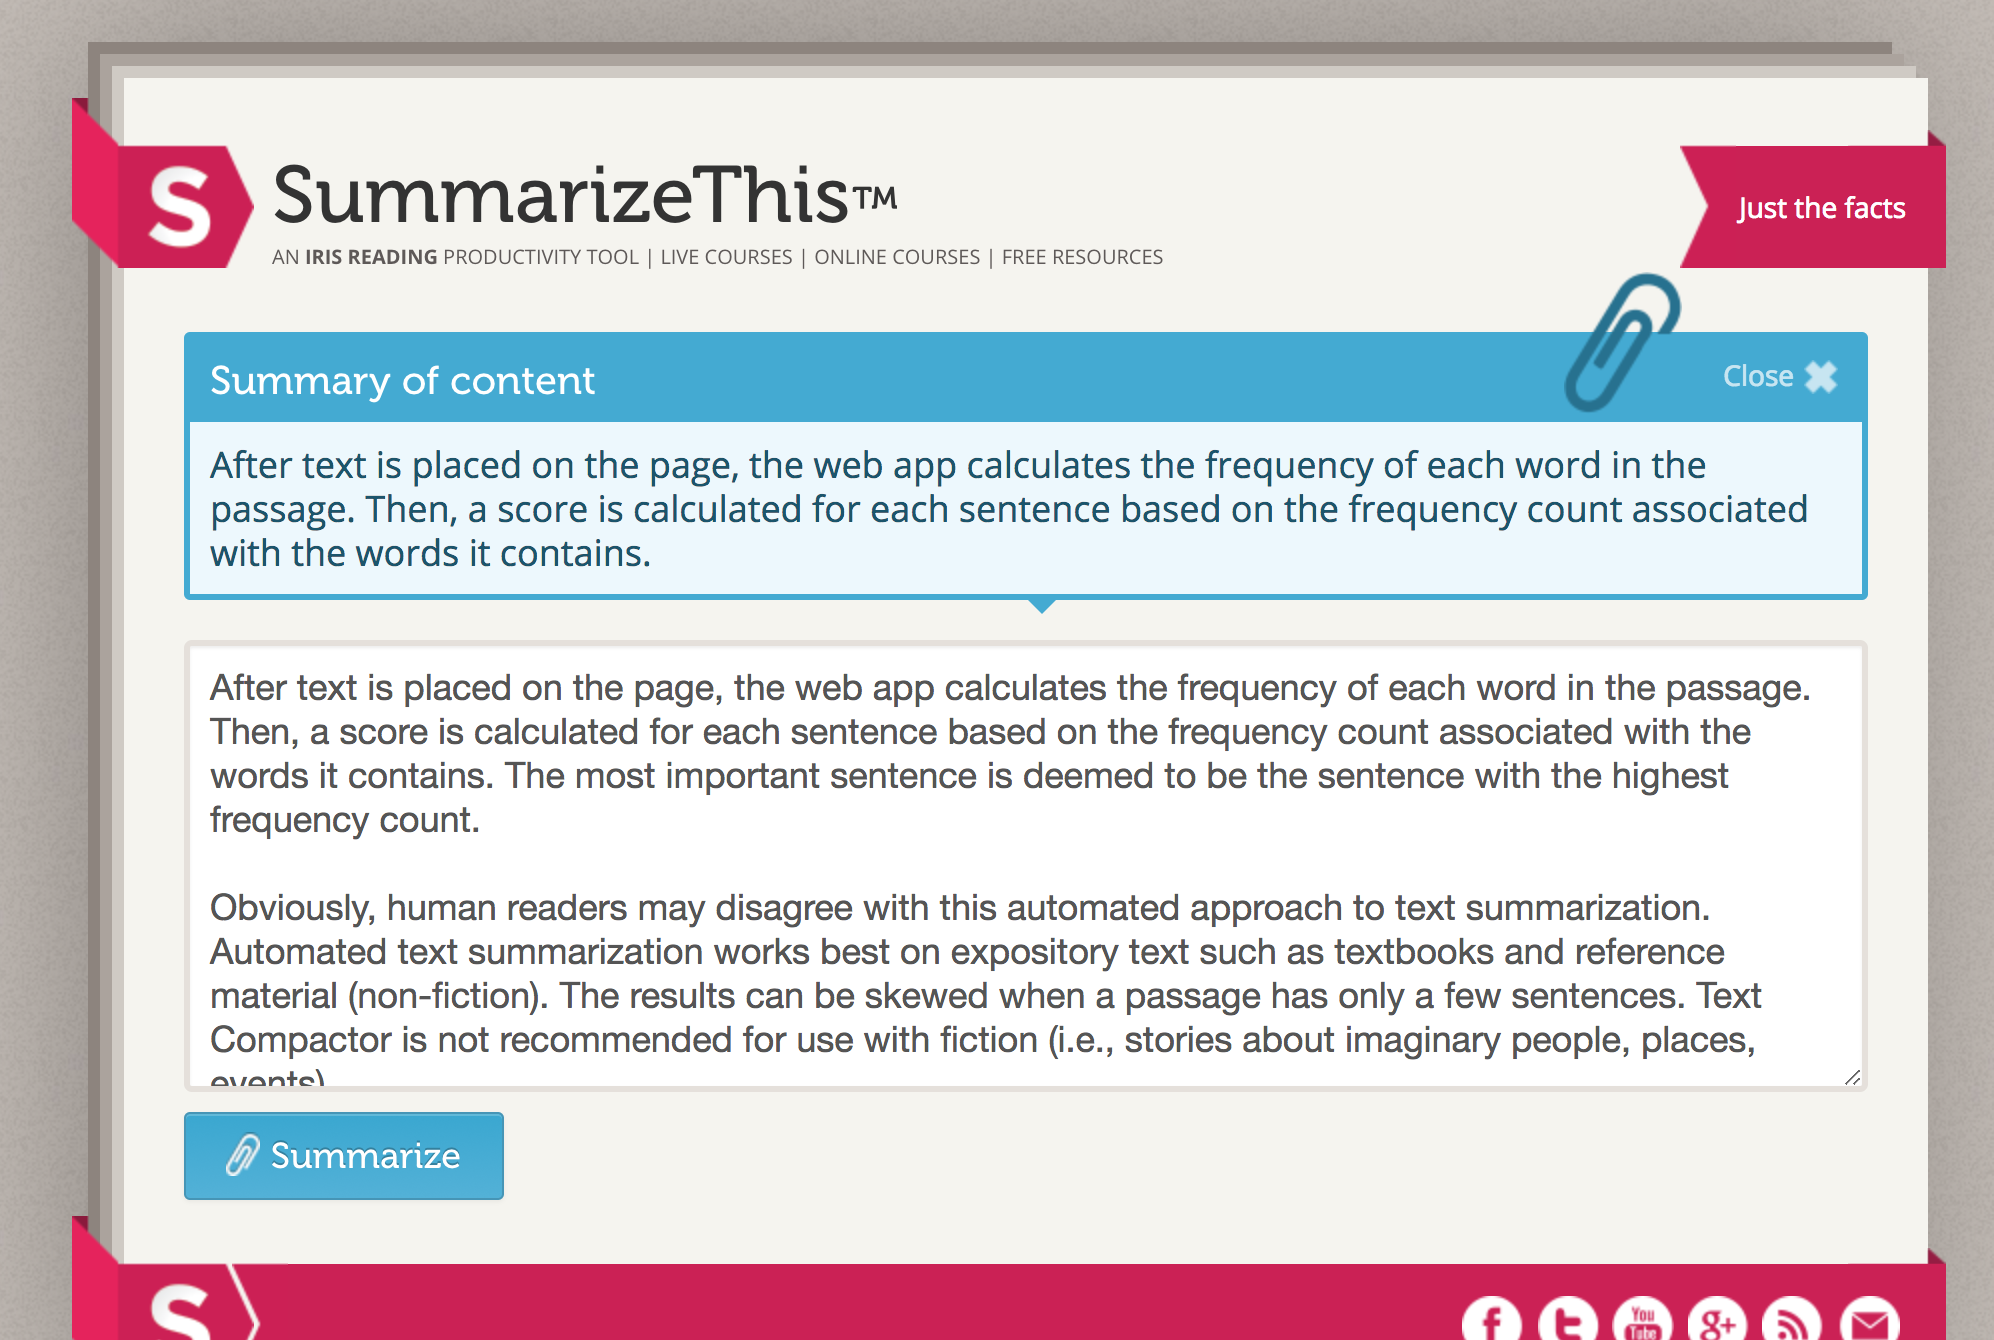 S
SummarizeThis™
AN IRIS READING PRODUCTIVITY TOOL | LIVE COURSES | ONLINE COURSES | FREE RESOURCES
Just the facts
Summary of content
Close ✖
After text is placed on the page, the web app calculates the frequency of each word in the
passage. Then, a score is calculated for each sentence based on the frequency count associated
with the words it contains.
After text is placed on the page, the web app calculates the frequency of each word in the passage.
Then, a score is calculated for each sentence based on the frequency count associated with the
words it contains. The most important sentence is deemed to be the sentence with the highest
frequency count.
Obviously, human readers may disagree with this automated approach to text summarization.
Automated text summarization works best on expository text such as textbooks and reference
material (non-fiction). The results can be skewed when a passage has only a few sentences. Text
Compactor is not recommended for use with fiction (i.e., stories about imaginary people, places,
events)
Summarize
S
f t You Tube g+